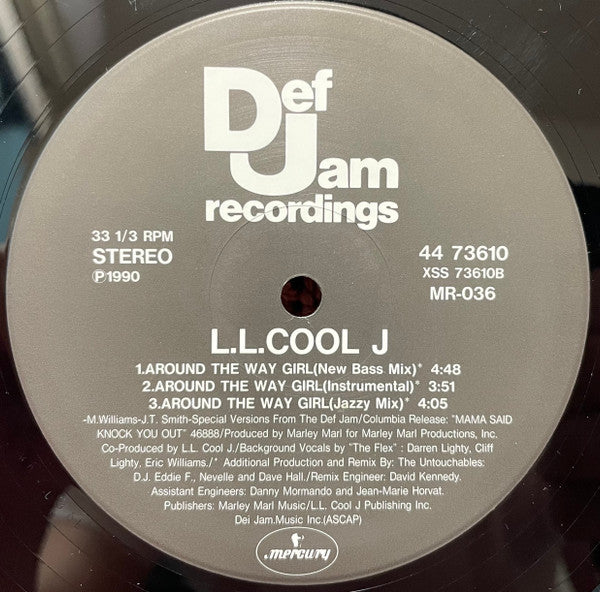 Def
Jam
recordings
33 1/3 RPM
STEREO
℗1990
44 73610
XSS 73610B
MR-036
L.L.COOL J
1.AROUND THE WAY GIRL(New Bass Mix)* 4:48
2.AROUND THE WAY GIRL(Instrumental)* 3:51
3.AROUND THE WAY GIRL(Jazzy Mix)* 4:05
-M.Williams-J.T. Smith-Special Versions From The Def Jam/Columbia Release: "MAMA SAID
KNOCK YOU OUT" 46888/Produced by Marley Marl for Marley Marl Productions, Inc.
Co-Produced by L.L. Cool J./Background Vocals by "The Flex" : Darren Lighty, Cliff
Lighty, Eric Williams./* Additional Production and Remix By: The Untouchables:
D.J. Eddie F., Nevelle and Dave Hall./Remix Engineer: David Kennedy.
Assistant Engineers: Danny Mormando and Jean-Marie Horvat.
Publishers: Marley Marl Music/L.L. Cool J Publishing Inc.
Dei Jam.Music Inc.(ASCAP)
mercury